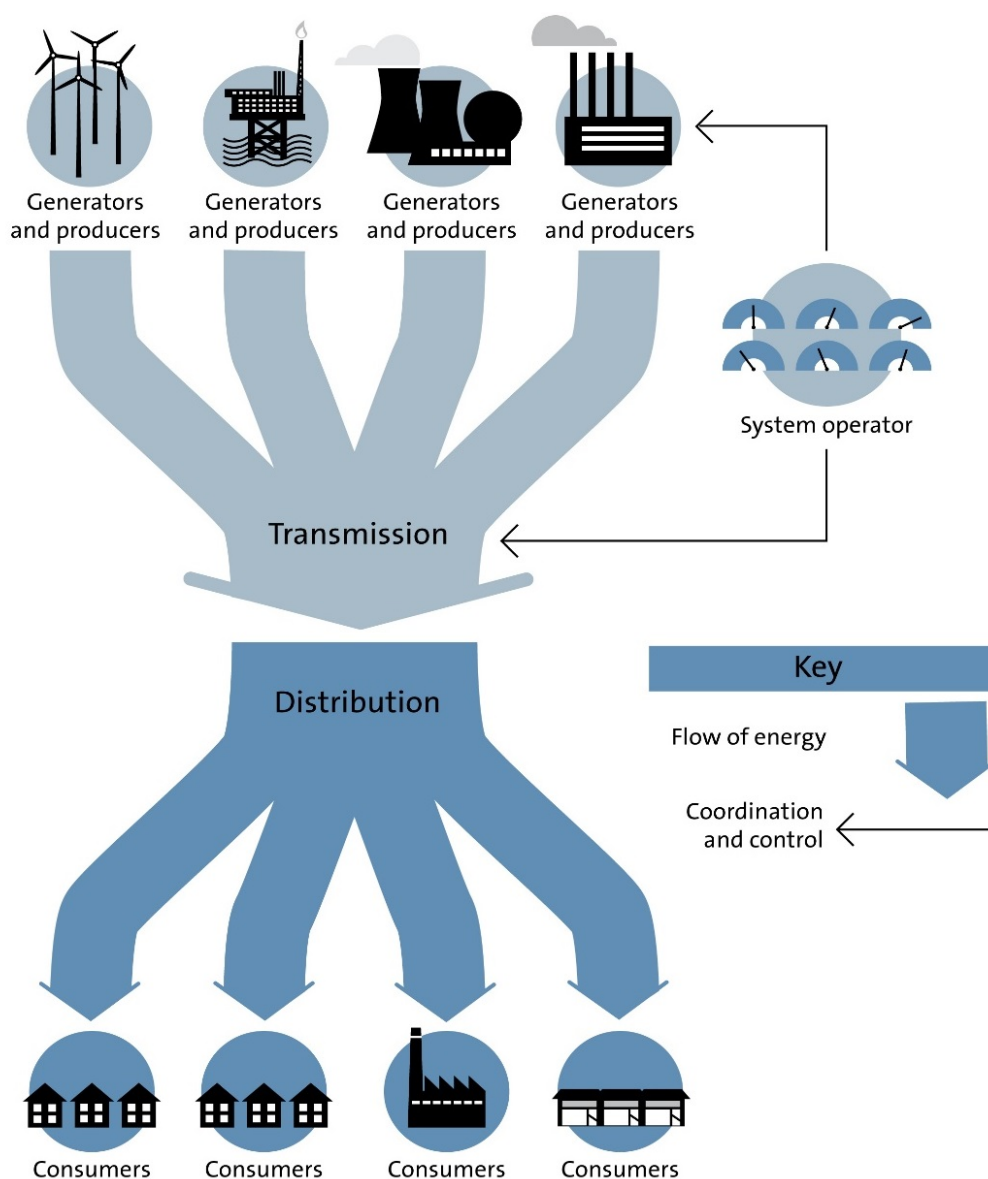 Generators
and producers
Generators
and producers
Generators
and producers
Generators
and producers
System operator
Transmission
Distribution
Key
Flow of energy
Coordination
and control
Consumers
Consumers
Consumers
Consumers